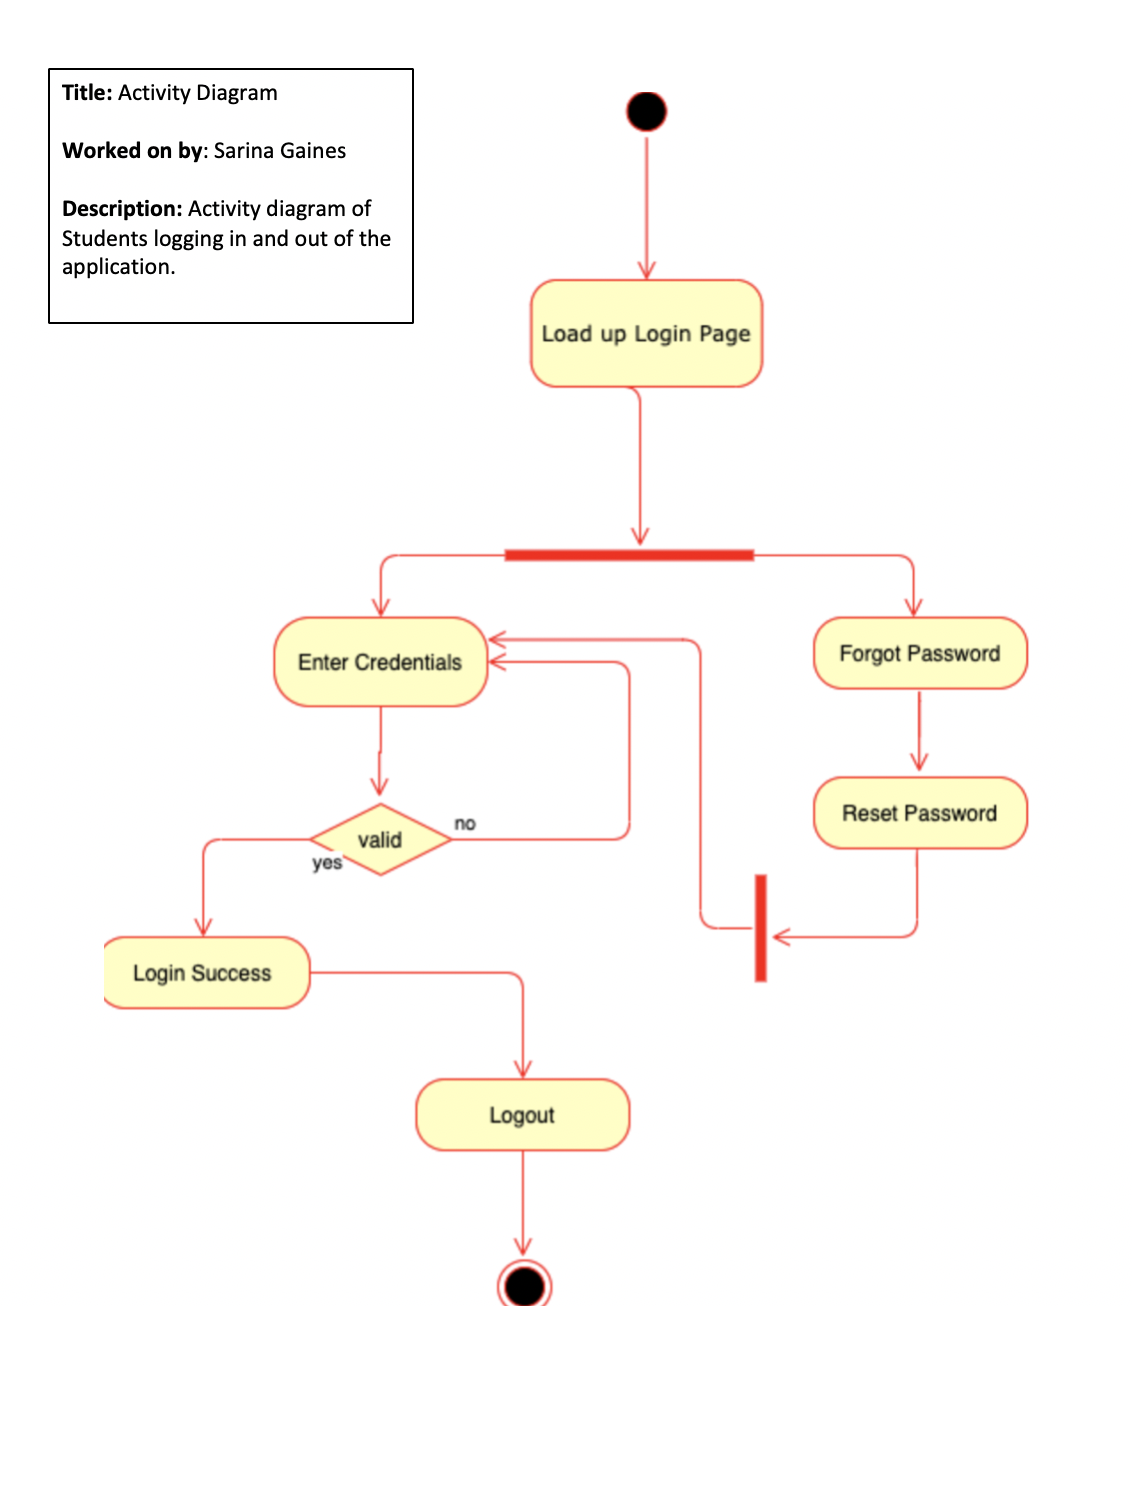 Title: Activity Diagram
Worked on by: Sarina Gaines
Description: Activity diagram of
Students logging in and out of the
application.
Load up Login Page
Enter Credentials
Forgot Password
Reset Password
valid
no
yes
Login Success
Logout